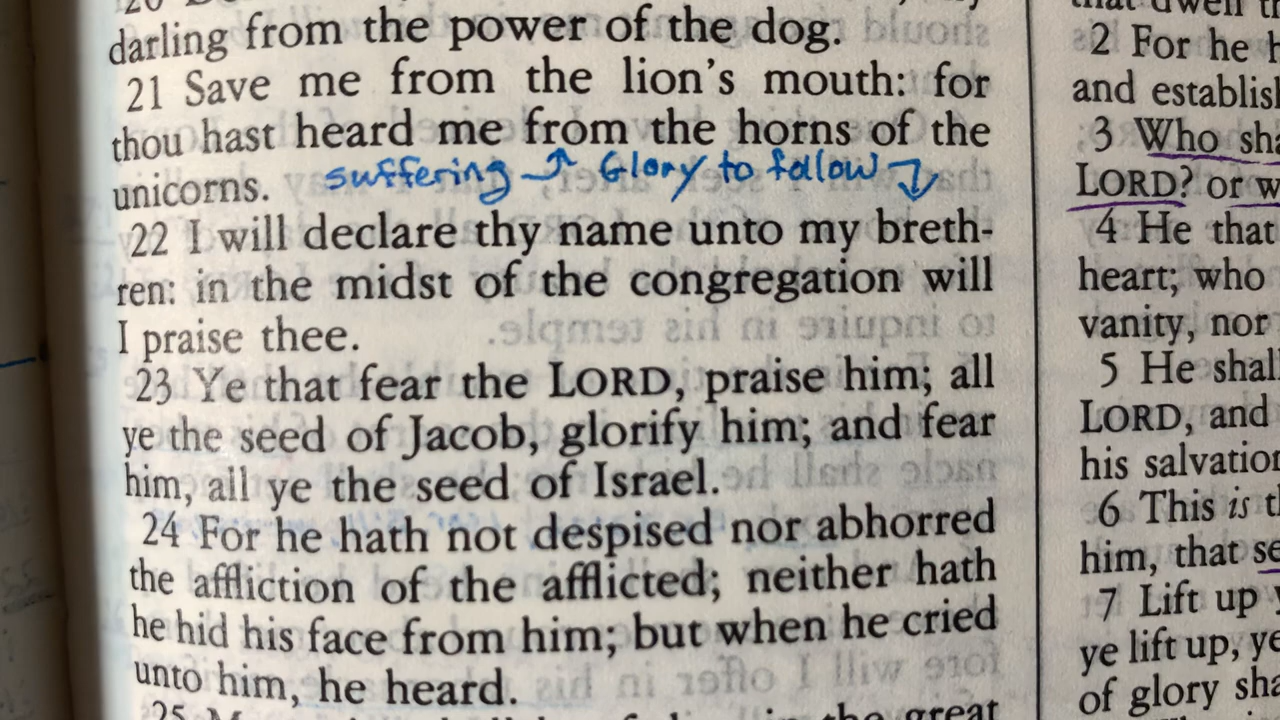 darling from the power of the dog.
21 Save me from the lion's mouth: for
thou hast heard me from the horns of the
unicorns. suffering ⤴ Glory to follow ↴
22 I will declare thy name unto my breth-
ren: in the midst of the congregation will
I praise thee.
23 Ye that fear the LORD, praise him; all
ye the seed of Jacob, glorify him; and fear
him, all ye the seed of Israel.
24 For he hath not despised nor abhorred
the affliction of the afflicted; neither hath
he hid his face from him; but when he cried
unto him, he heard.
25
the great
2 For he
and
3 Who
LORD? or
4 He that
heart; who
vanity, nor
5 He
LORD, and
his
6 This is
him, that
7 Lift up
ye lift up,
of glory